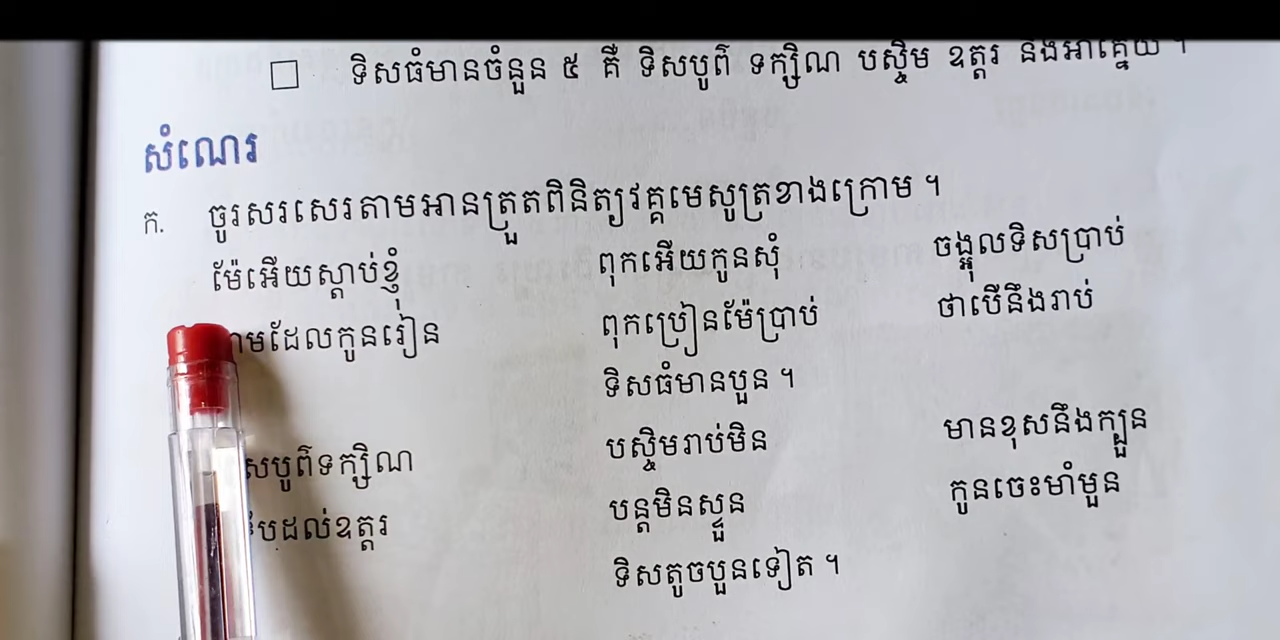 ទិសធំមានចំនួន ៥ គឺ ទិសបូព៌ ទក្សិណ បស្ចិម ឧត្តរ និងអាគ្នេយ៍ ។
សំណេរ
ក. ចូរសរសេរតាមអានត្រួតពិនិត្យវគ្គមេសូត្រខាងក្រោម ។
ម៉ែអើយស្តាប់ខ្ញុំ ពុកអើយកូនសុំ ចង្អុលទិសប្រាប់
ដែលកូនរៀន ពុកប្រៀនម៉ែប្រាប់ ថាបើនឹងរាប់
ទិសធំមានបួន ។
បូព៌ទក្សិណ បស្ចិមរាប់មិន មានខុសនឹងក្បួន
ដល់ឧត្តរ បន្តមិនស្ទួន កូនចេះមាំមួន
ទិសតូចបួនទៀត ។